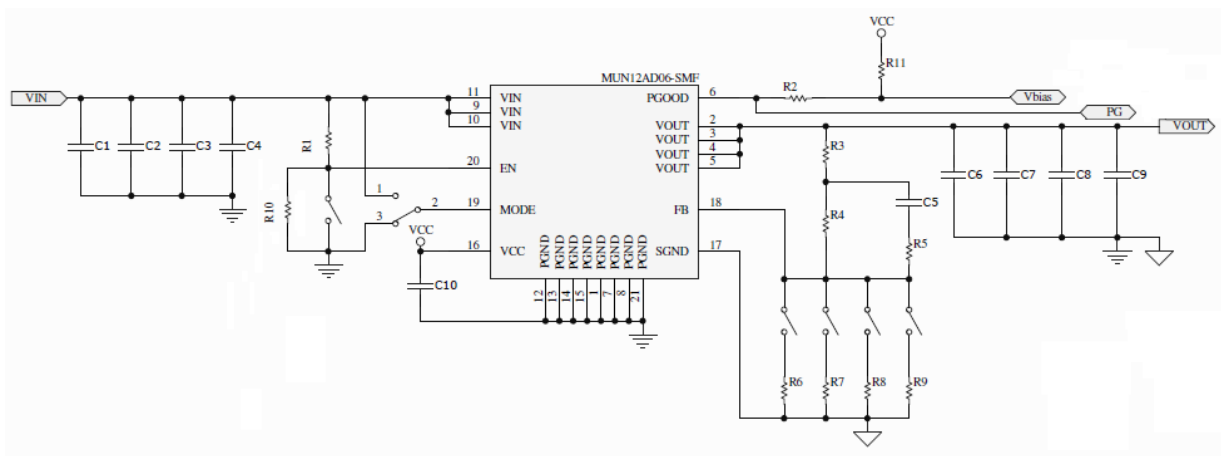 VCC
R11
MUN12AD06-SMF
VIN
11
VIN
PGOOD
6
R2
Vbias
9
VIN
PG
10
VIN
VOUT
2
VOUT
VOUT
3
VOUT
4
VOUT
5
C1
C2
C3
C4
R1
R3
C6
C7
C8
C9
20
EN
1
R10
3
2
19
MODE
FB
18
C5
R4
VCC
16
VCC
SGND
17
R5
PGND
PGND
PGND
PGND
PGND
PGND
PGND
PGND
C10
12
13
14
15
1
7
8
21
R6
R7
R8
R9